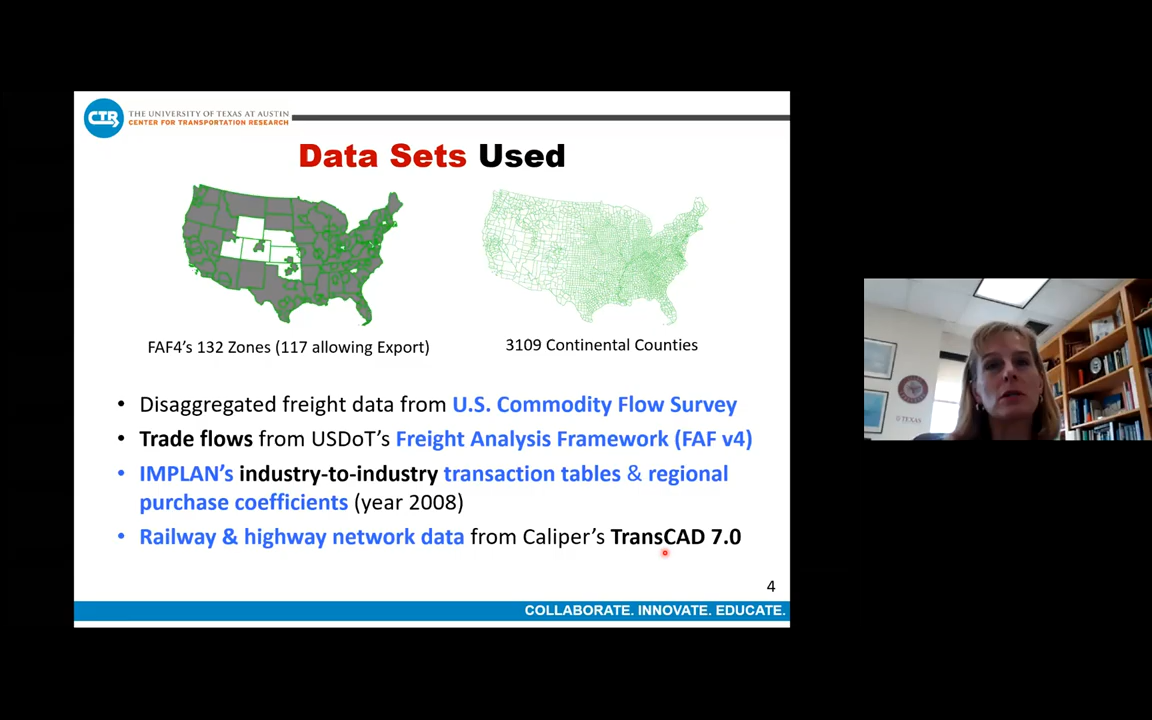 CTR
THE UNIVERSITY OF TEXAS AT AUSTIN
CENTER FOR TRANSPORTATION RESEARCH
Data Sets Used
FAF4's 132 Zones (117 allowing Export)
3109 Continental Counties
• Disaggregated freight data from U.S. Commodity Flow Survey
• Trade flows from USDoT's Freight Analysis Framework (FAF v4)
• IMPLAN's industry-to-industry transaction tables & regional
purchase coefficients (year 2008)
• Railway & highway network data from Caliper's TransCAD 7.0
4
COLLABORATE. INNOVATE. EDUCATE.
TEXAS